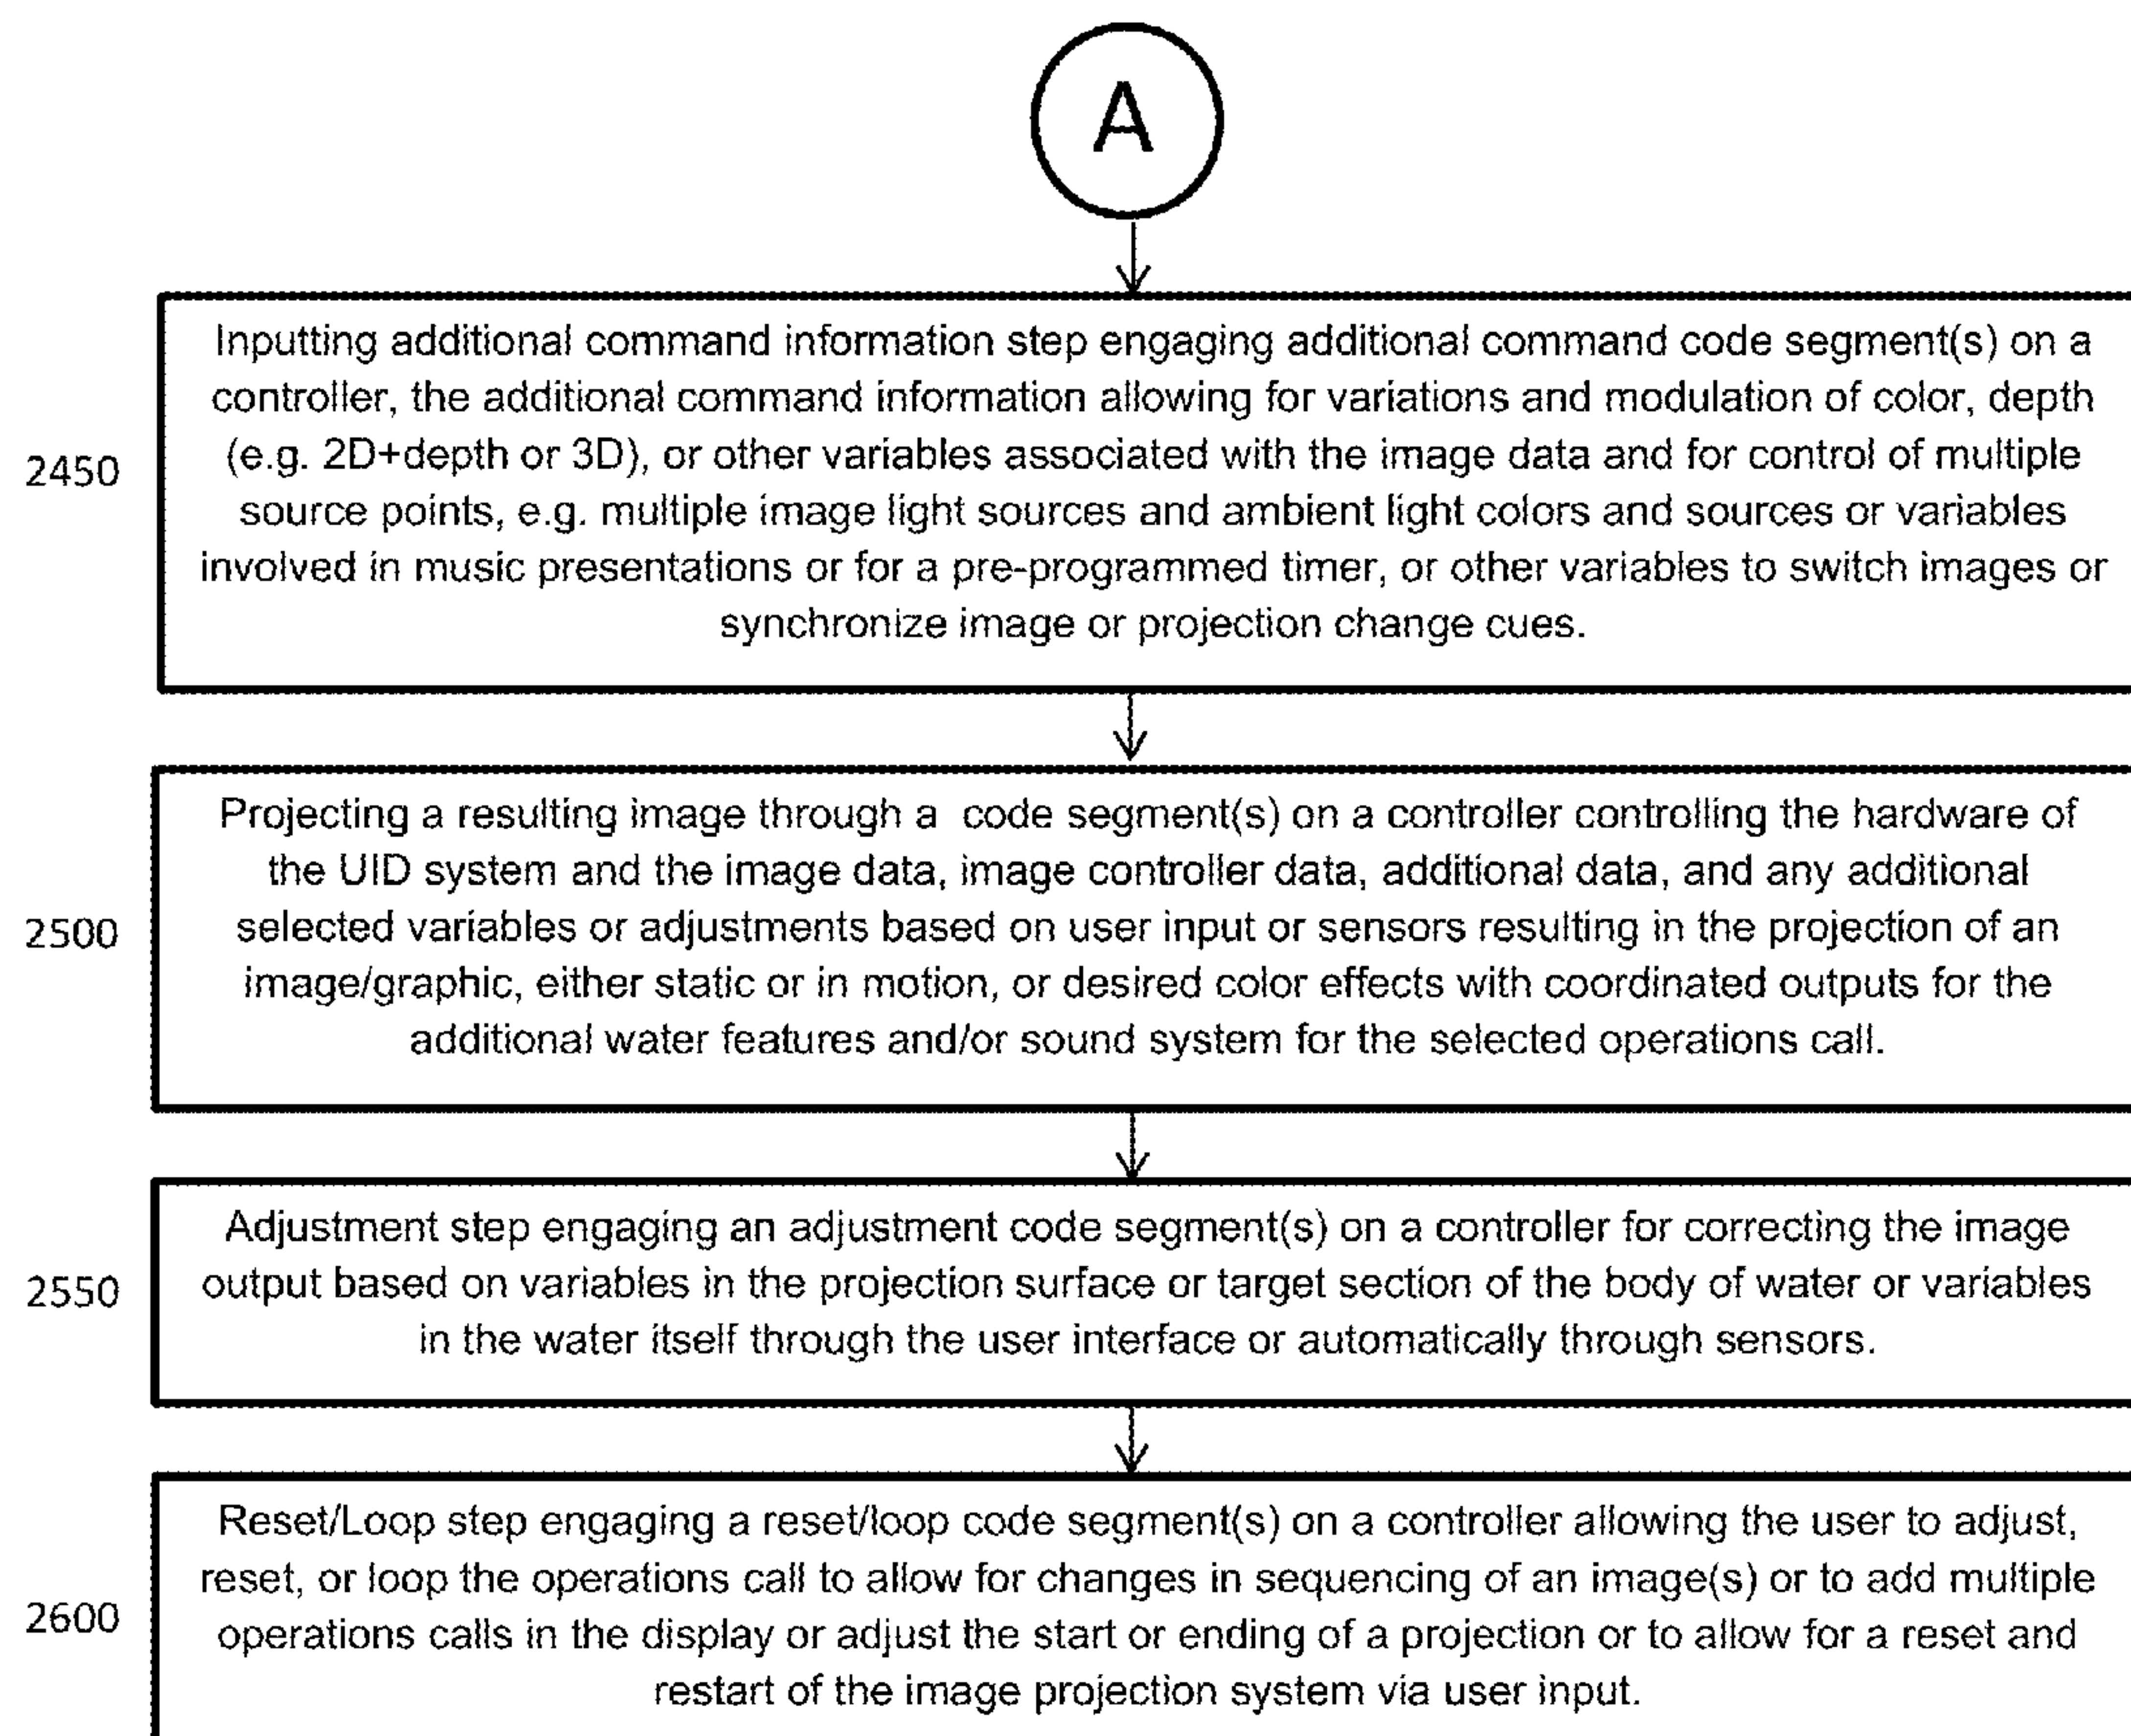 A
Inputting additional command information step engaging additional command code segment(s) on a
controller, the additional command information allowing for variations and modulation of color, depth
(e.g. 2D+depth or 3D), or other variables associated with the image data and for control of multiple
source points, e.g. multiple image light sources and ambient light colors and sources or variables
involved in music presentations or for a pre-programmed timer, or other variables to switch images or
synchronize image or projection change cues.
2450
Projecting a resulting image through a code segment(s) on a controller controlling the hardware of
the UID system and the image data, image controller data, additional data, and any additional
selected variables or adjustments based on user input or sensors resulting in the projection of an
image/graphic, either static or in motion, or desired color effects with coordinated outputs for the
additional water features and/or sound system for the selected operations call.
2500
Adjustment step engaging an adjustment code segment(s) on a controller for correcting the image
output based on variables in the projection surface or target section of the body of water or variables
in the water itself through the user interface or automatically through sensors.
2550
Reset/Loop step engaging a reset/loop code segment(s) on a controller allowing the user to adjust,
reset, or loop the operations call to allow for changes in sequencing of an image(s) or to add multiple
operations calls in the display or adjust the start or ending of a projection or to allow for a reset and
restart of the image projection system via user input.
2600